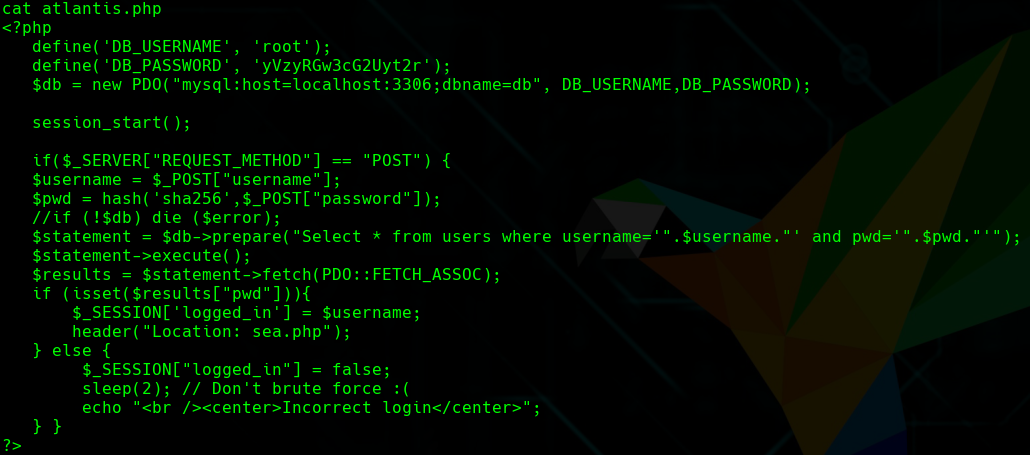 cat atlantis.php
<?php
   define('DB_USERNAME', 'root');
   define('DB_PASSWORD', 'yVzyRGw3cG2Uyt2r');
   $db = new PDO("mysql:host=localhost:3306;dbname=db", DB_USERNAME,DB_PASSWORD);

   session_start();

   if($_SERVER["REQUEST_METHOD"] == "POST") {
   $username = $_POST["username"];
   $pwd = hash('sha256',$_POST["password"]);
   //if (!$db) die ($error);
   $statement = $db->prepare("Select * from users where username='".$username."' and pwd='".$pwd."'");
   $statement->execute();
   $results = $statement->fetch(PDO::FETCH_ASSOC);
   if (isset($results["pwd"])){
       $_SESSION['logged_in'] = $username;
       header("Location: sea.php");
   } else {
        $_SESSION["logged_in"] = false;
        sleep(2); // Don't brute force :(
        echo "<br /><center>Incorrect login</center>";
   } }
?>